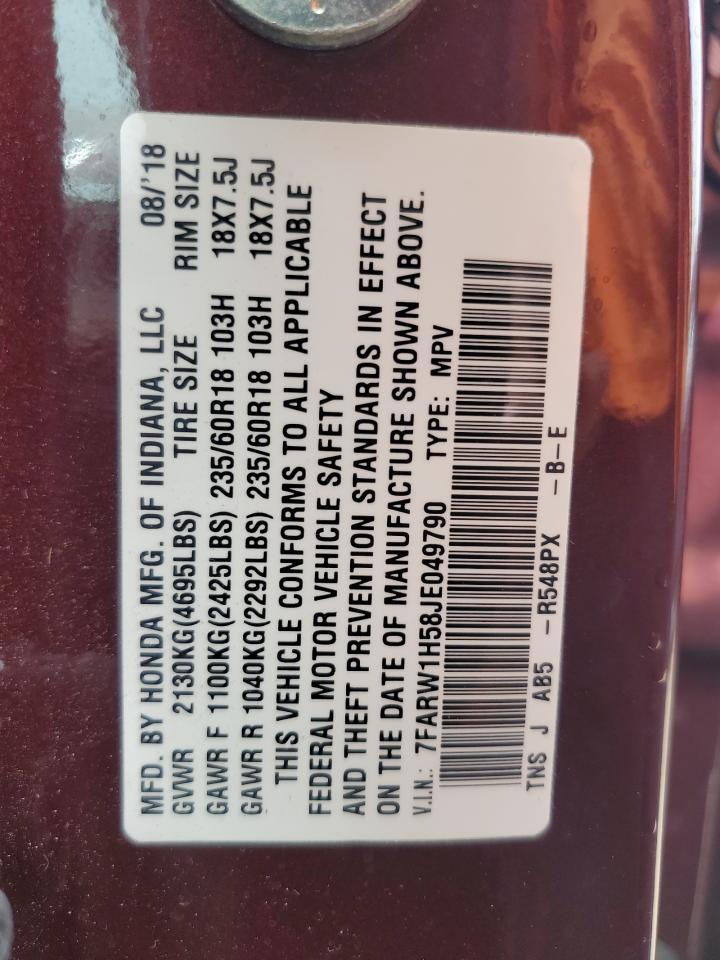 MFD. BY HONDA MFG. OF INDIANA, LLC 08/'18
GVWR 2130KG(4695LBS) TIRE SIZE RIM SIZE
GAWR F 1100KG(2425LBS) 235/60R18 103H 18X7.5J
GAWR R 1040KG(2292LBS) 235/60R18 103H 18X7.5J
THIS VEHICLE CONFORMS TO ALL APPLICABLE
FEDERAL MOTOR VEHICLE SAFETY
AND THEFT PREVENTION STANDARDS IN EFFECT
ON THE DATE OF MANUFACTURE SHOWN ABOVE.
V.I.N.: 7FARW1H58JE049790 TYPE: MPV
TNS J AB5 -R548PX -B-E